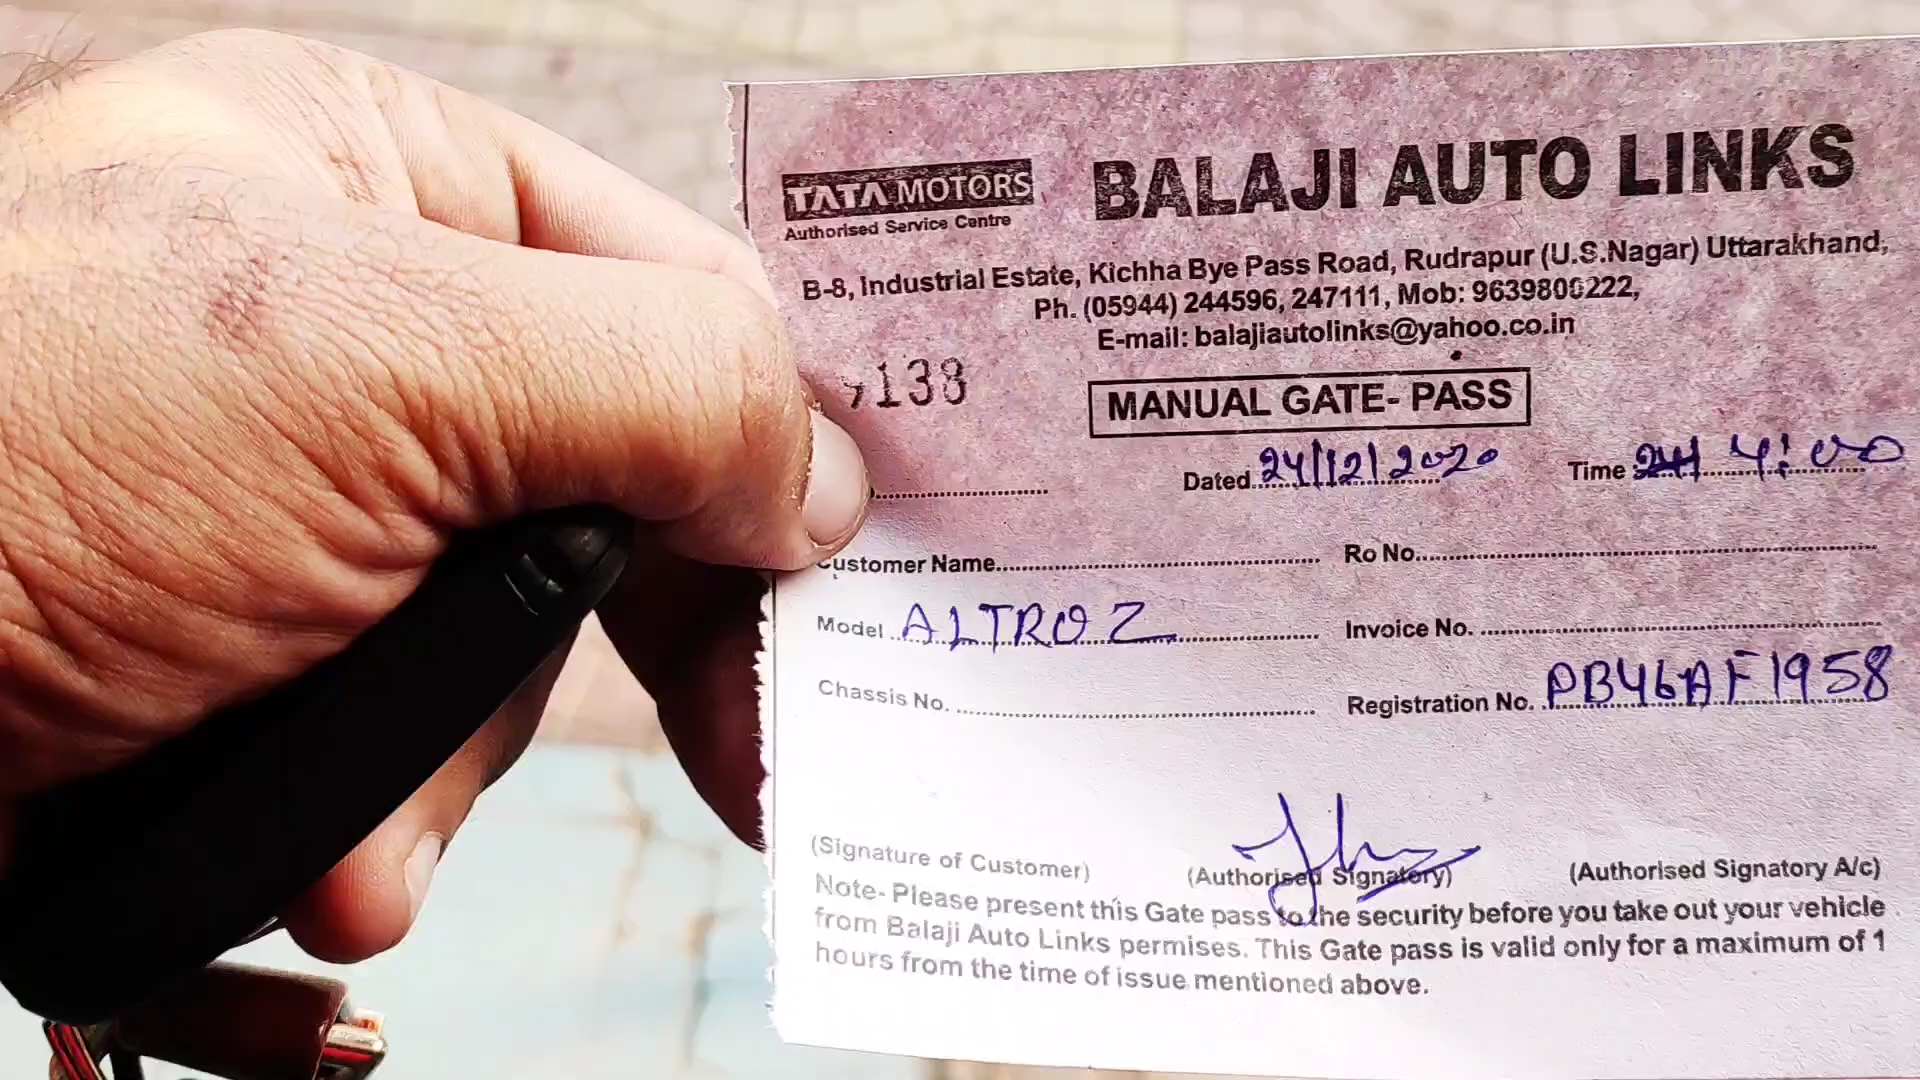 TATA MOTORS
Authorised Service Centre
BALAJI AUTO LINKS
B-8, Industrial Estate, Kichha Bye Pass Road, Rudrapur (U.S.Nagar) Uttarakhand,
Ph. (05944) 244596, 247111, Mob: 9639800222,
E-mail: balajiautolinks@yahoo.co.in
138
MANUAL GATE- PASS
Dated 24/12/2020 Time 4:00
Customer Name Ro No.
Model ALTROZ Invoice No.
Chassis No. Registration No. PB46AF1958
(Signature of Customer) (Authorised Signatory) (Authorised Signatory A/c)
Note- Please present this Gate pass to the security before you take out your vehicle
from Balaji Auto Links permises. This Gate pass is valid only for a maximum of 1
hours from the time of issue mentioned above.